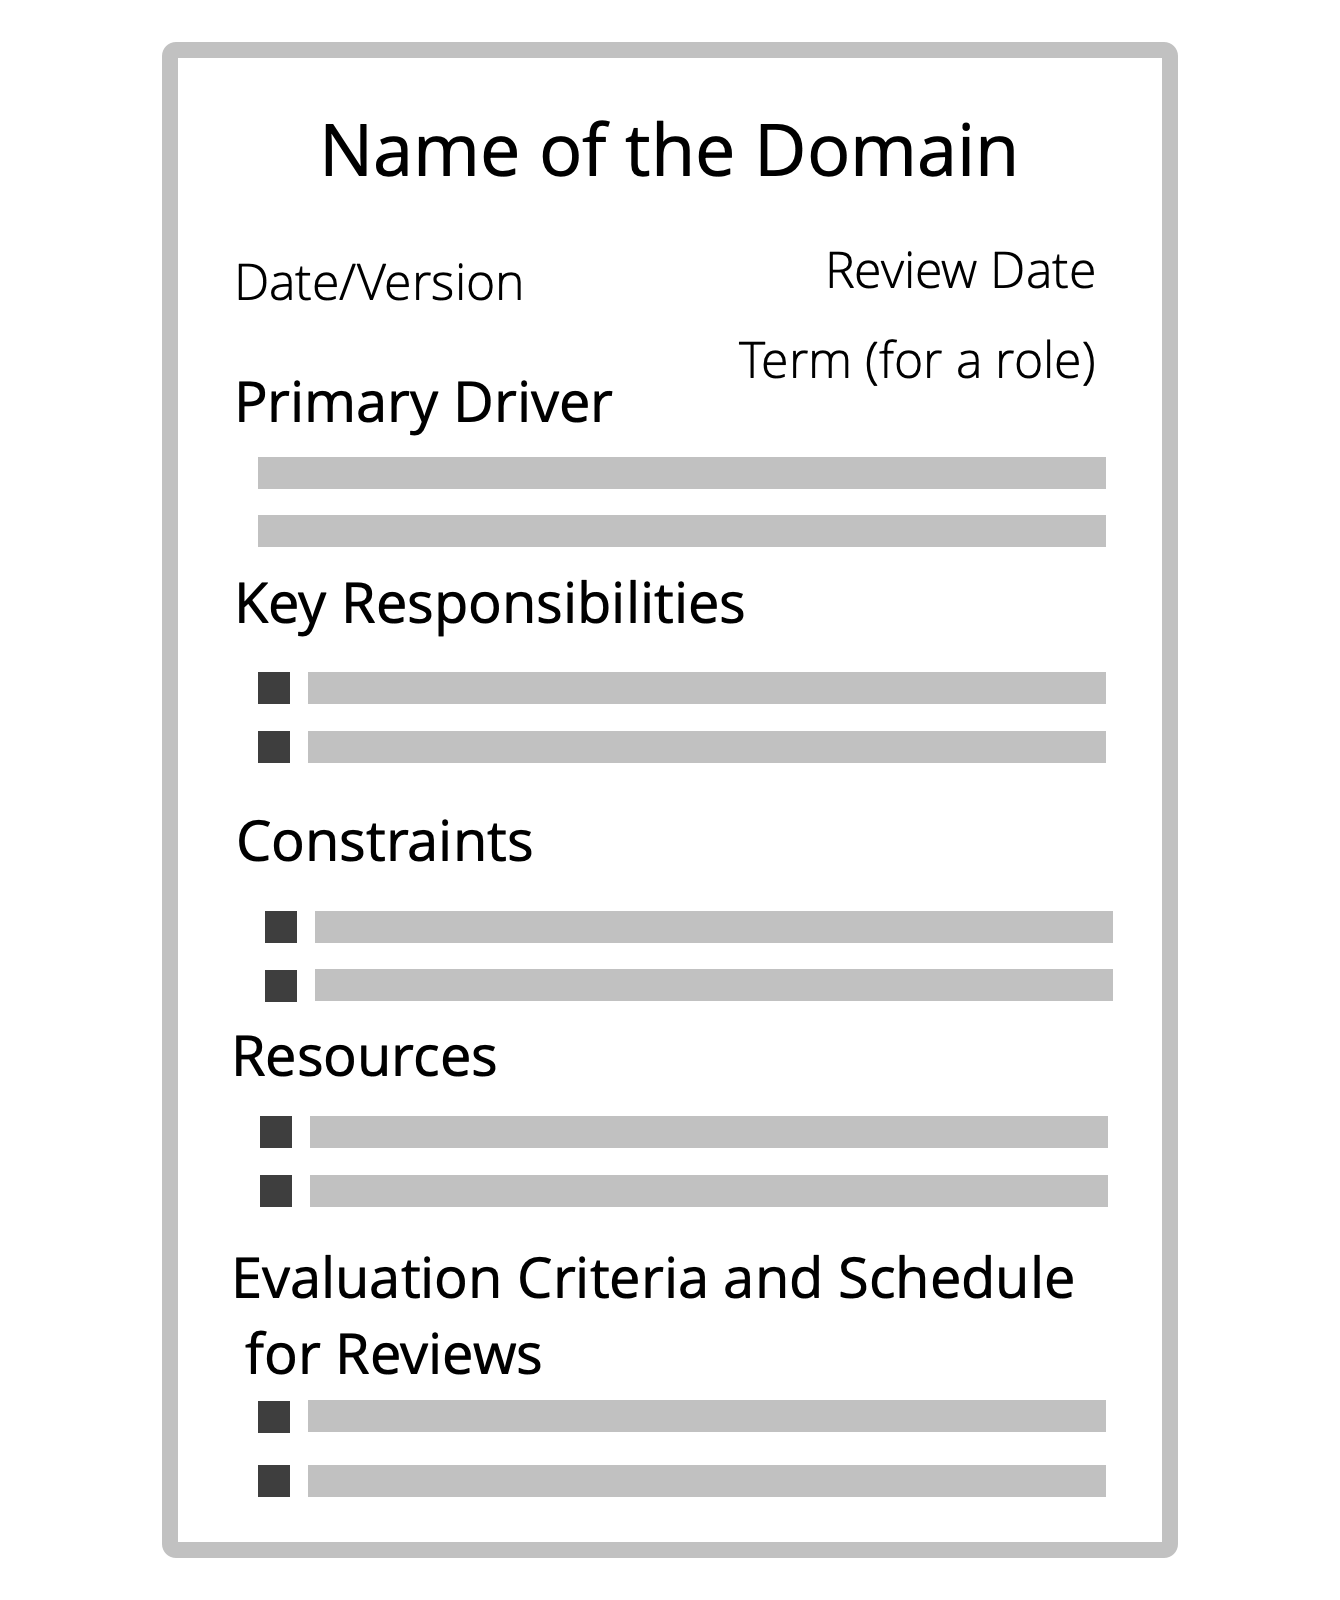 Name of the Domain
Date/Version
Review Date
Term (for a role)
Primary Driver
Key Responsibilities
Constraints
Resources
Evaluation Criteria and Schedule
for Reviews